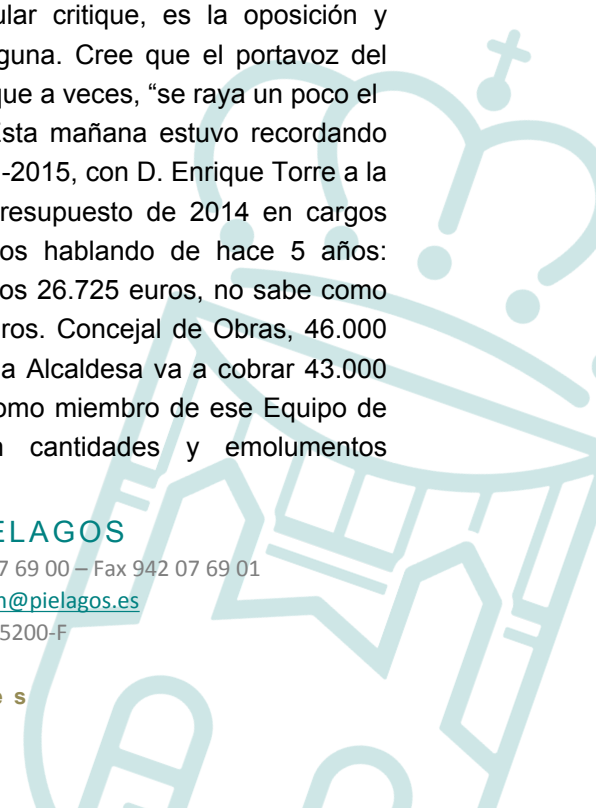 ular critique, es la oposición y
guna. Cree que el portavoz del
que a veces, “se raya un poco el
Esta mañana estuvo recordando
-2015, con D. Enrique Torre a la
resupuesto de 2014 en cargos
os hablando de hace 5 años:
os 26.725 euros, no sabe como
ros. Concejal de Obras, 46.000
a Alcaldesa va a cobrar 43.000
omo miembro de ese Equipo de
cantidades y emolumentos
ELAGOS
7 69 00 – Fax 942 07 69 01
n@pielagos.es
5200-F
e s